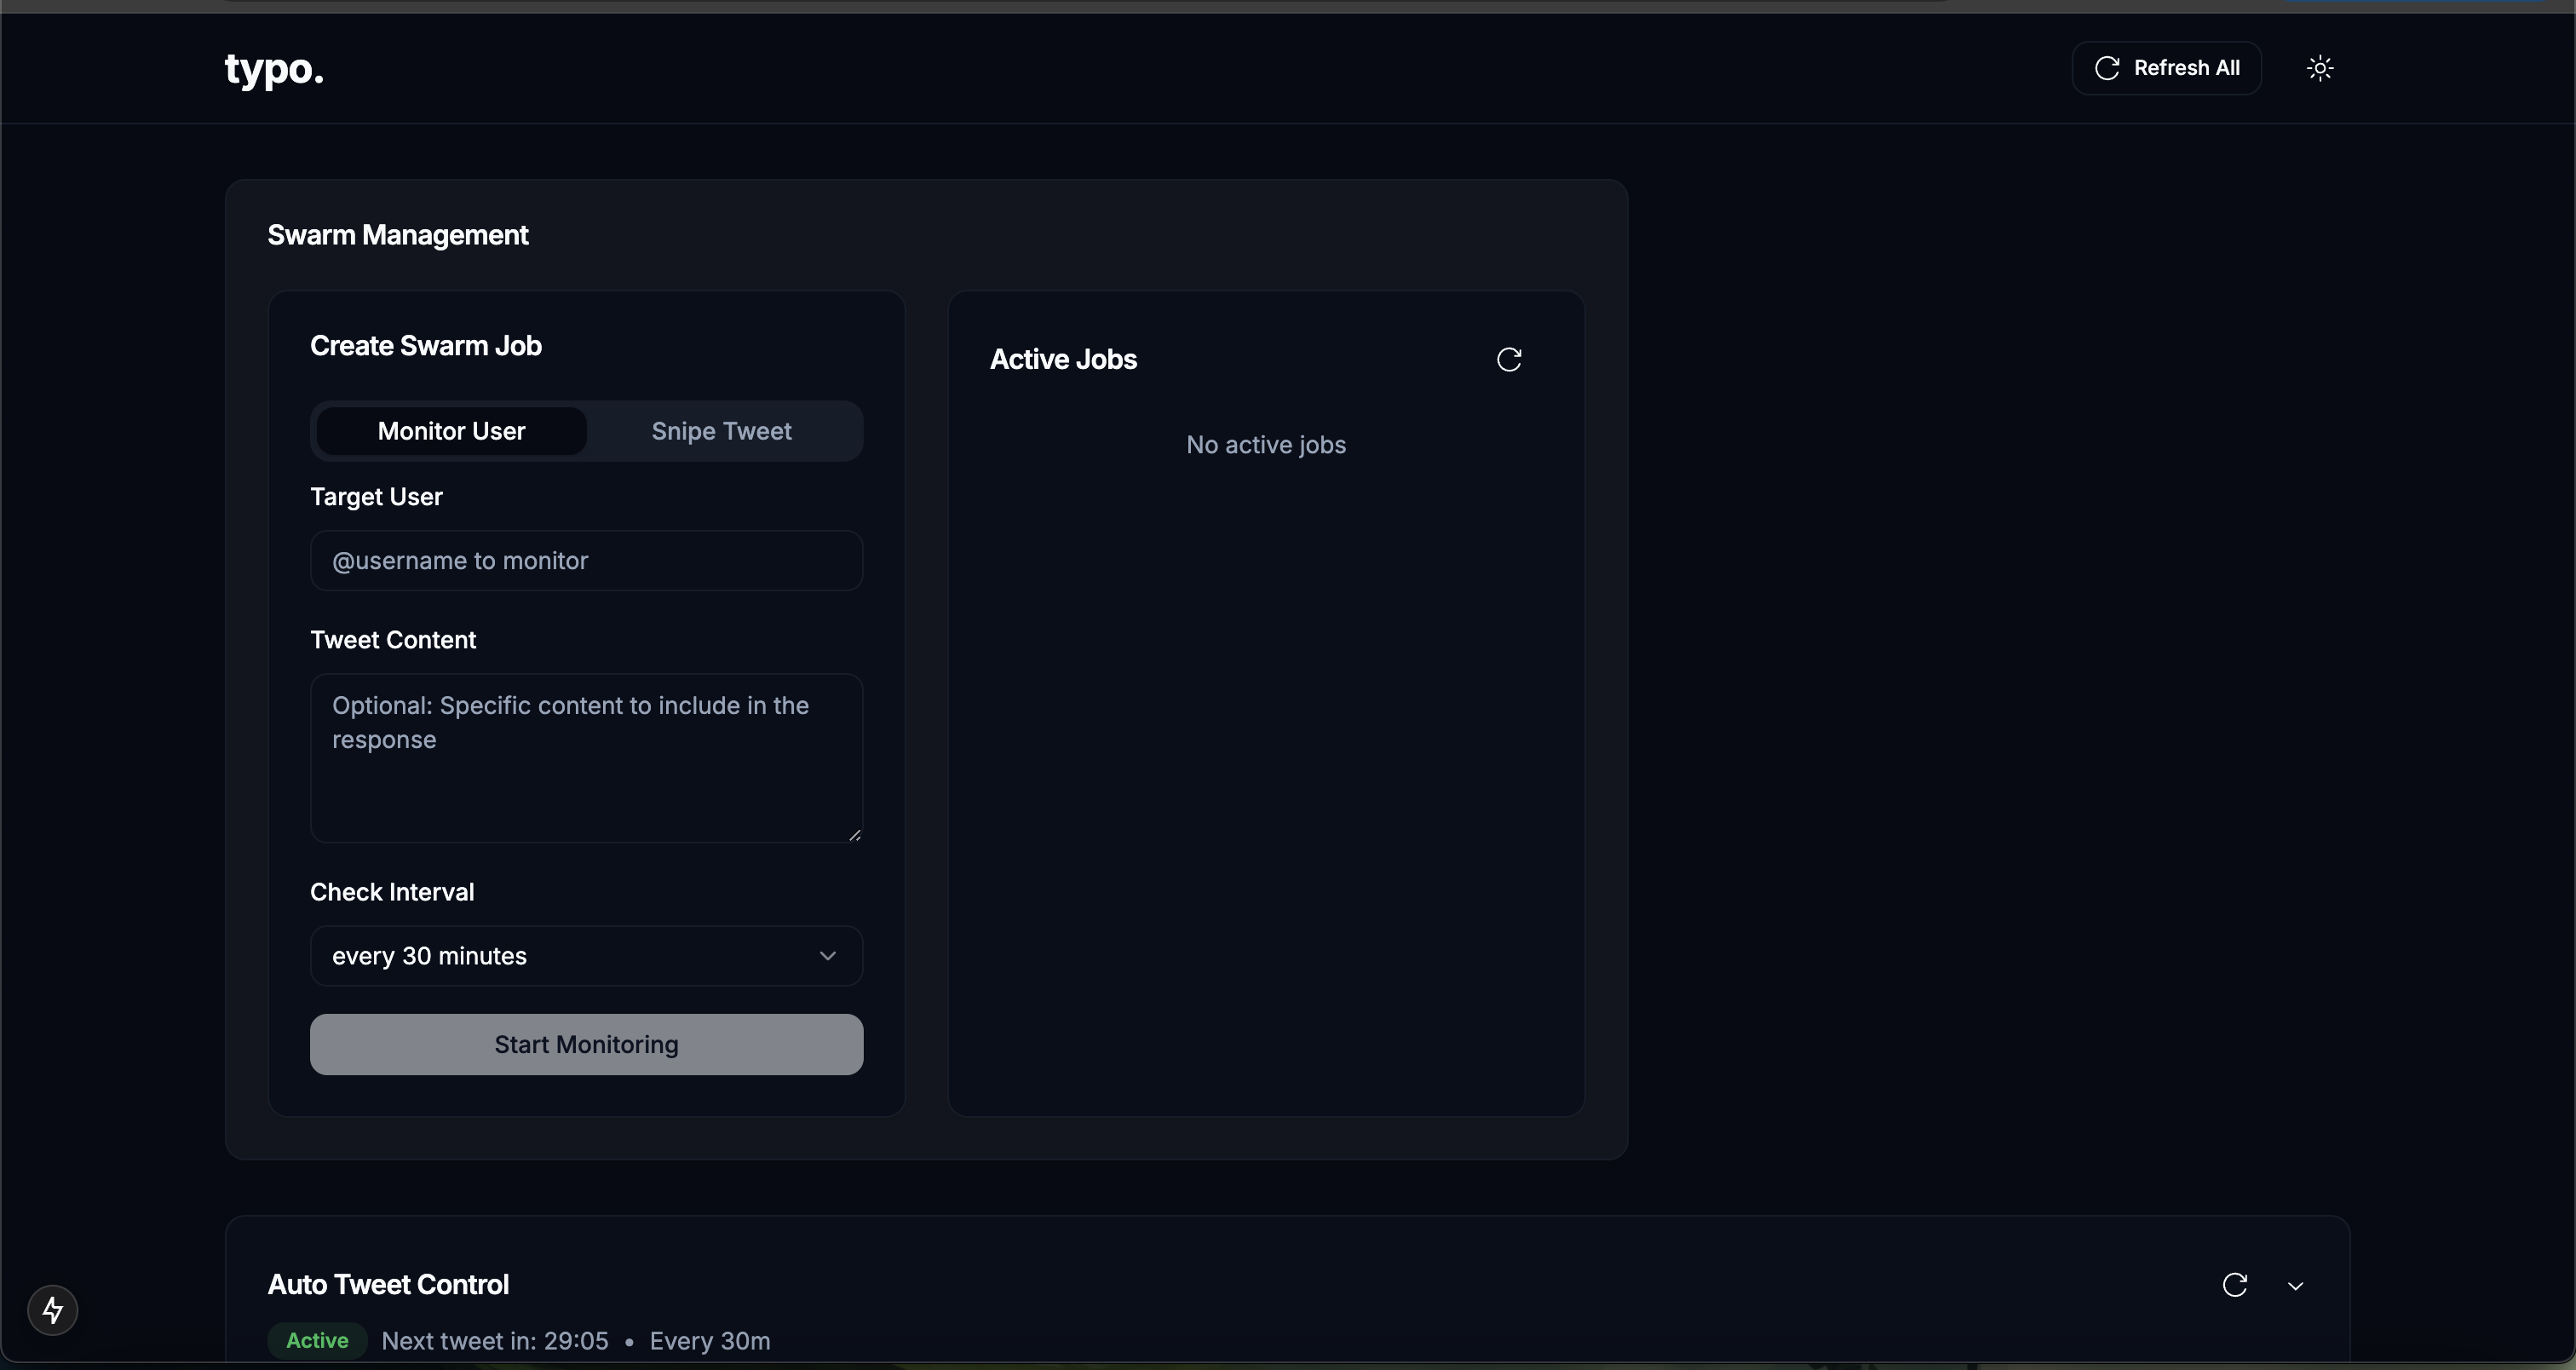 typo.
Refresh All
Swarm Management
Create Swarm Job
Monitor User
Snipe Tweet
Target User
@username to monitor
Tweet Content
Optional: Specific content to include in the
response
Check Interval
every 30 minutes
Start Monitoring
Active Jobs
No active jobs
Auto Tweet Control
Active Next tweet in: 29:05 • Every 30m